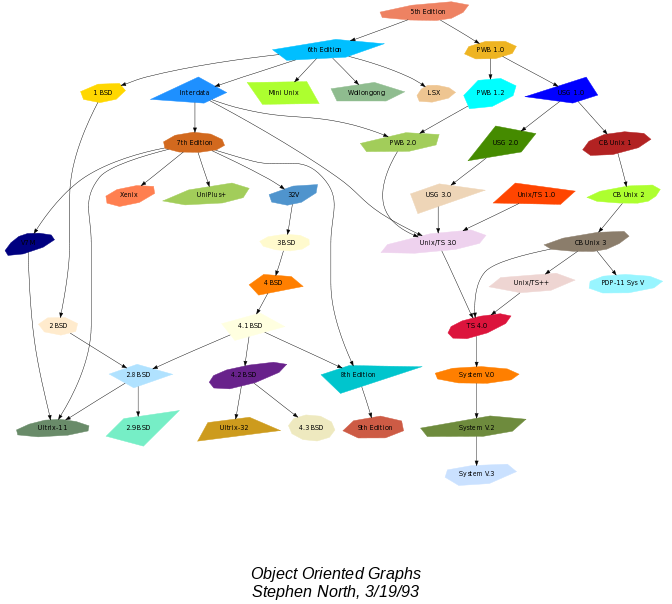 5th Edition
6th Edition
PWB 1.0
1 BSD
Interdata
Mini Unix
Wollongong
LSX
PWB 1.2
USG 1.0
7th Edition
PWB 2.0
USG 2.0
CB Unix 1
Xenix
UniPlus+
32V
USG 3.0
Unix/TS 1.0
CB Unix 2
V7M
3 BSD
Unix/TS 3.0
CB Unix 3
4 BSD
Unix/TS++
PDP-11 Sys V
2 BSD
4.1 BSD
TS 4.0
2.8 BSD
4.2 BSD
8th Edition
System V.0
Ultrix-11
2.9 BSD
Ultrix-32
4.3 BSD
9th Edition
System V.2
System V.3
Object Oriented Graphs
Stephen North, 3/19/93